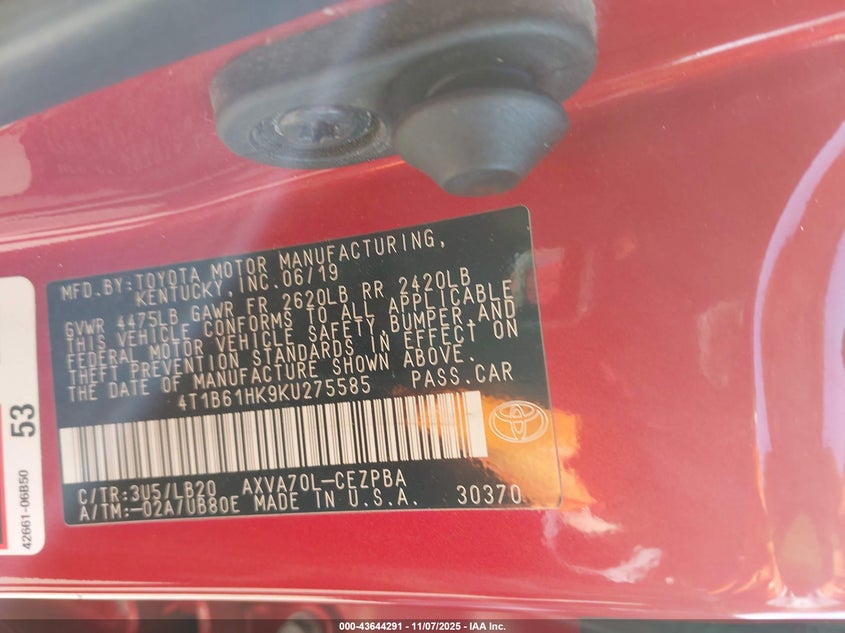 MFD.BY:TOYOTA MOTOR MANUFACTURING,
KENTUCKY, INC.06/19
GVWR 4475LB GAWR FR 2620LB RR 2420LB
THIS VEHICLE CONFORMS TO ALL APPLICABLE
FEDERAL MOTOR VEHICLE SAFETY,BUMPER,AND
THEFT PREVENTION STANDARDS IN EFFECT ON
THE DATE OF MANUFACTURE SHOWN ABOVE.
4T1B61HK9KU275585 PASS.CAR
C/TR:3U5/LB20 AXVA70L-CEZPBA
A/TM:-02A/UB80E MADE IN U.S.A. 30370
53
42661-06B50
000-43644291 - 11/07/2025 - IAA Inc.